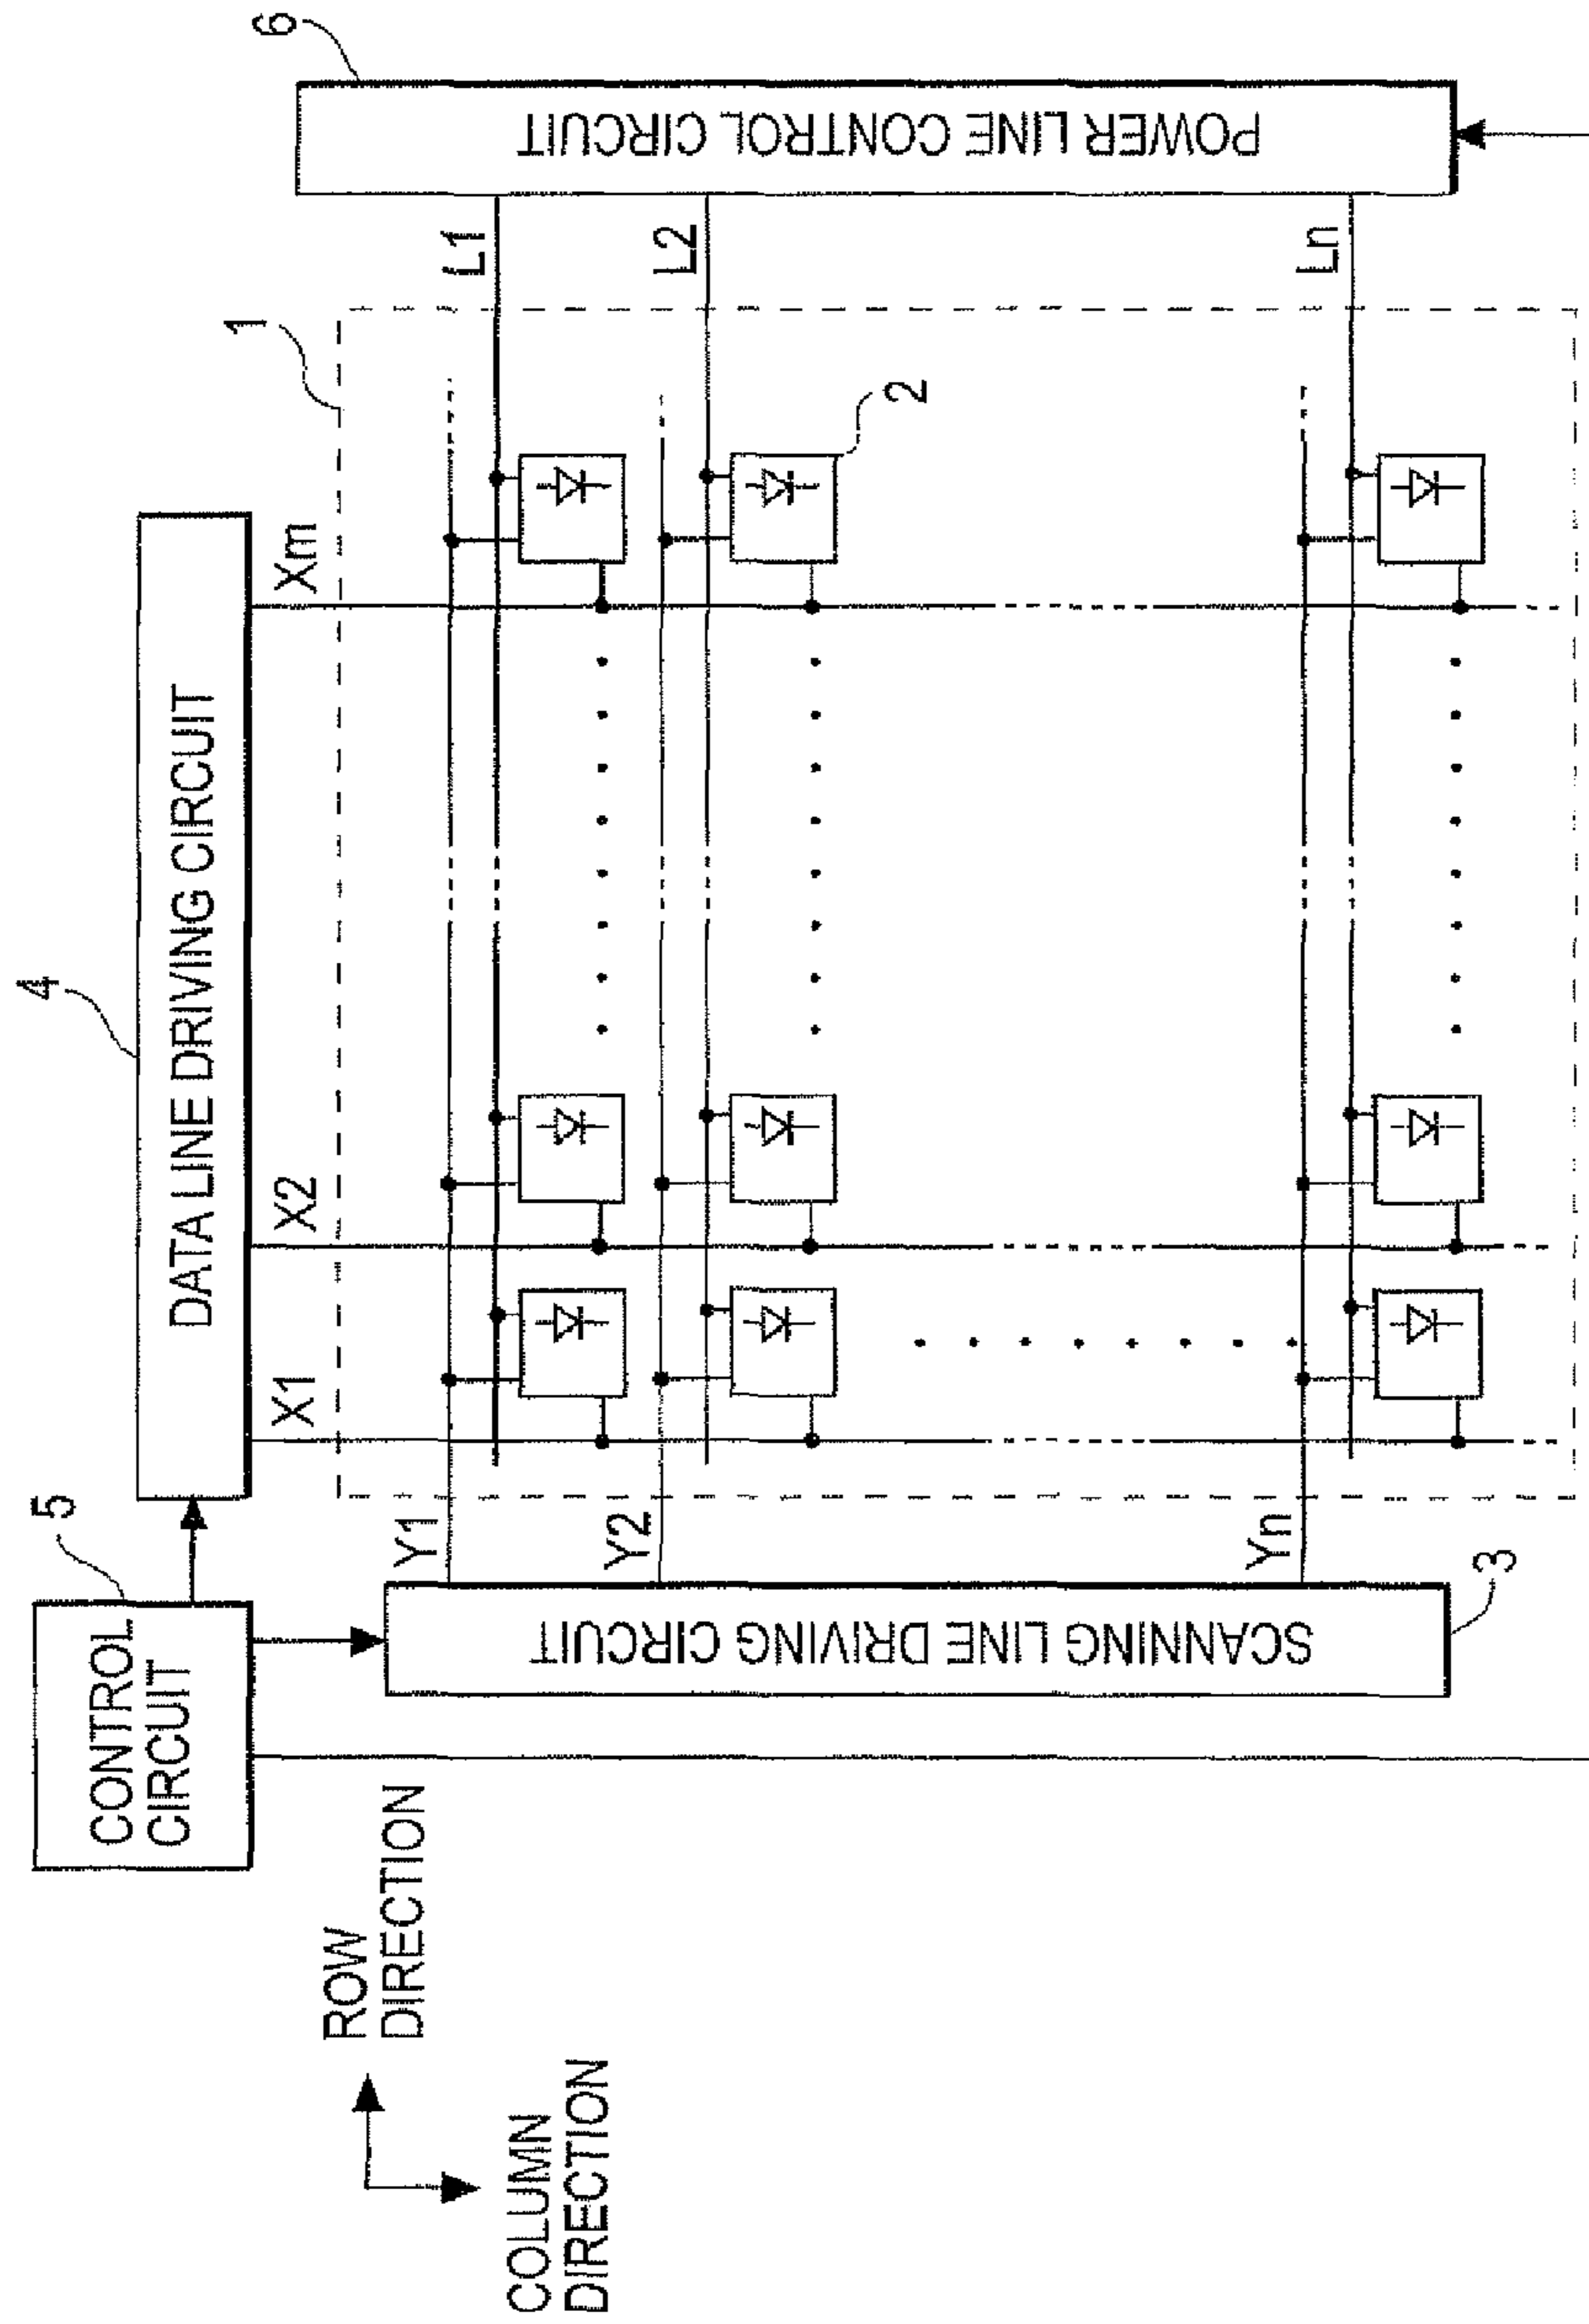 5
CONTROL
CIRCUIT
4
DATA LINE DRIVING CIRCUIT
X1
X2
Xm
1
6
ROW
DIRECTION
COLUMN
DIRECTION
SCANNING LINE DRIVING CIRCUIT
3
Y1
Y2
Yn
2
L1
L2
Ln
POWER LINE CONTROL CIRCUIT